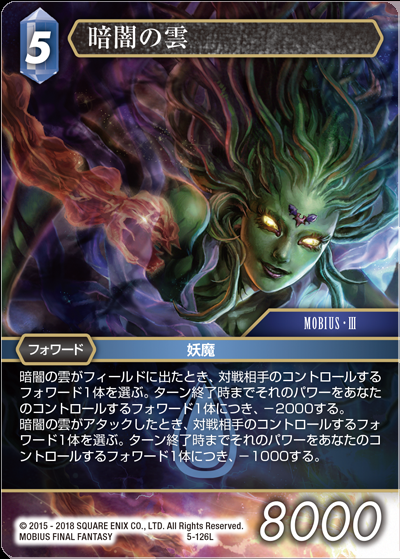 5
暗闇の雲
MOBIUS・III
フォワード
妖魔
暗闇の雲がフィールドに出たとき、対戦相手のコントロールする
フォワード1体を選ぶ。ターン終了時までそれのパワーをあなた
のコントロールするフォワード1体につき、−2000する。
暗闇の雲がアタックしたとき、対戦相手のコントロールするフォ
ワード1体を選ぶ。ターン終了時までそれのパワーをあなたのコ
ントロールするフォワード1体につき、−1000する。
© 2015 - 2018 SQUARE ENIX CO., LTD. All Rights Reserved.
MOBIUS FINAL FANTASY
5-126L
8000